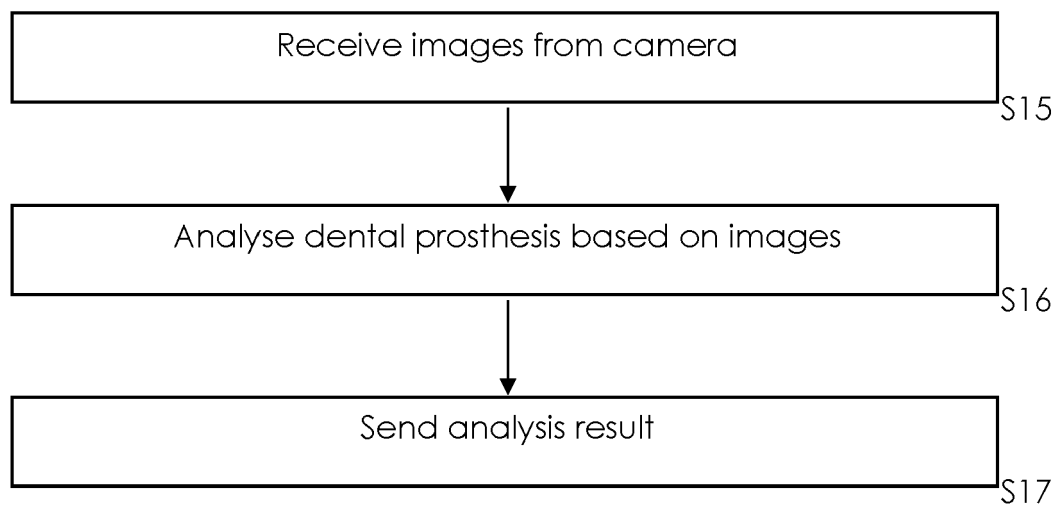 Receive images from camera
S15
Analyse dental prosthesis based on images
S16
Send analysis result
S17